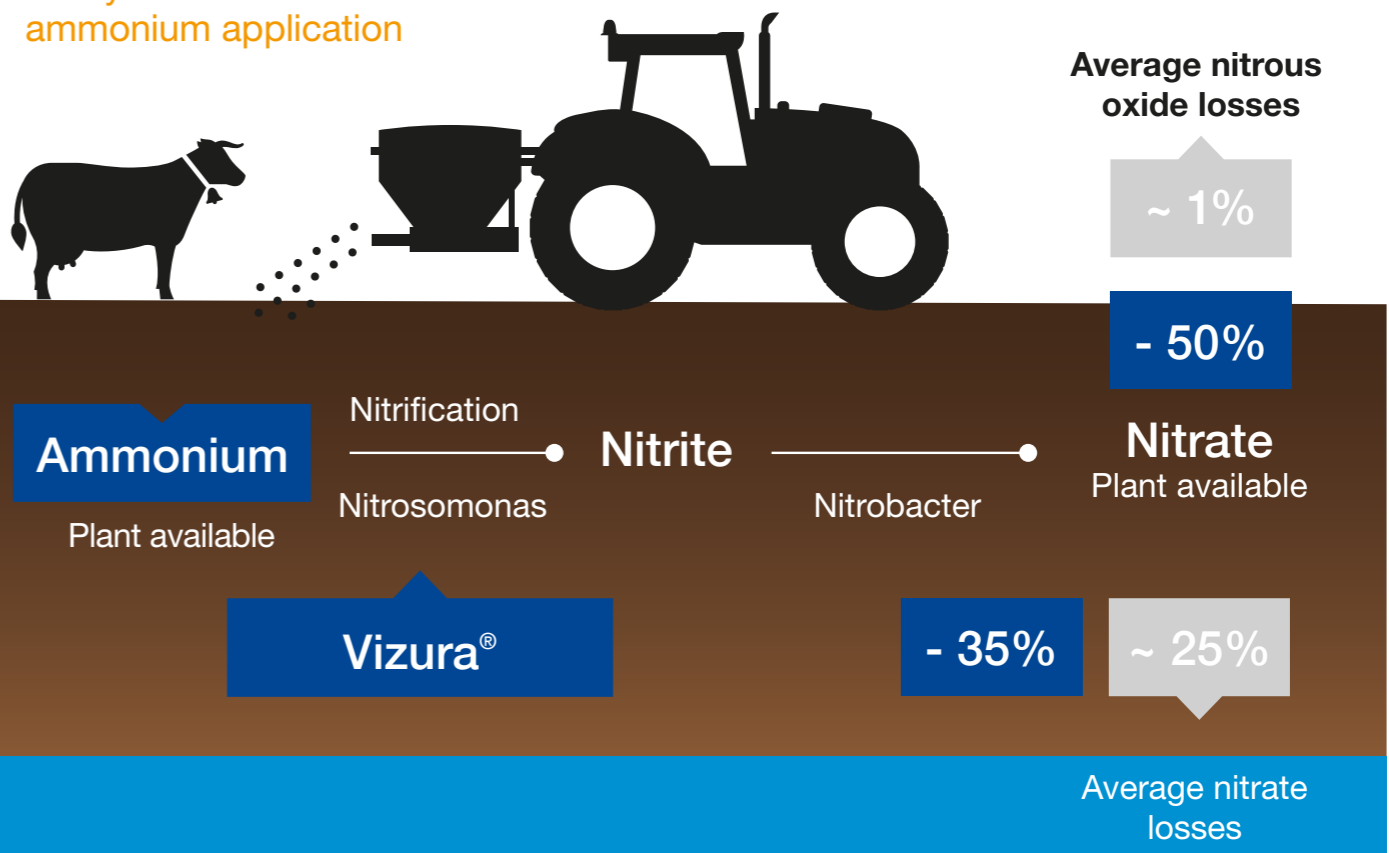 ammonium application
Average nitrous
oxide losses
~ 1%
- 50%
Nitrification
Ammonium
Nitrite
Nitrate
Plant available
Nitrosomonas
Nitrobacter
Plant available
Vizura®
- 35%
~ 25%
Average nitrate
losses